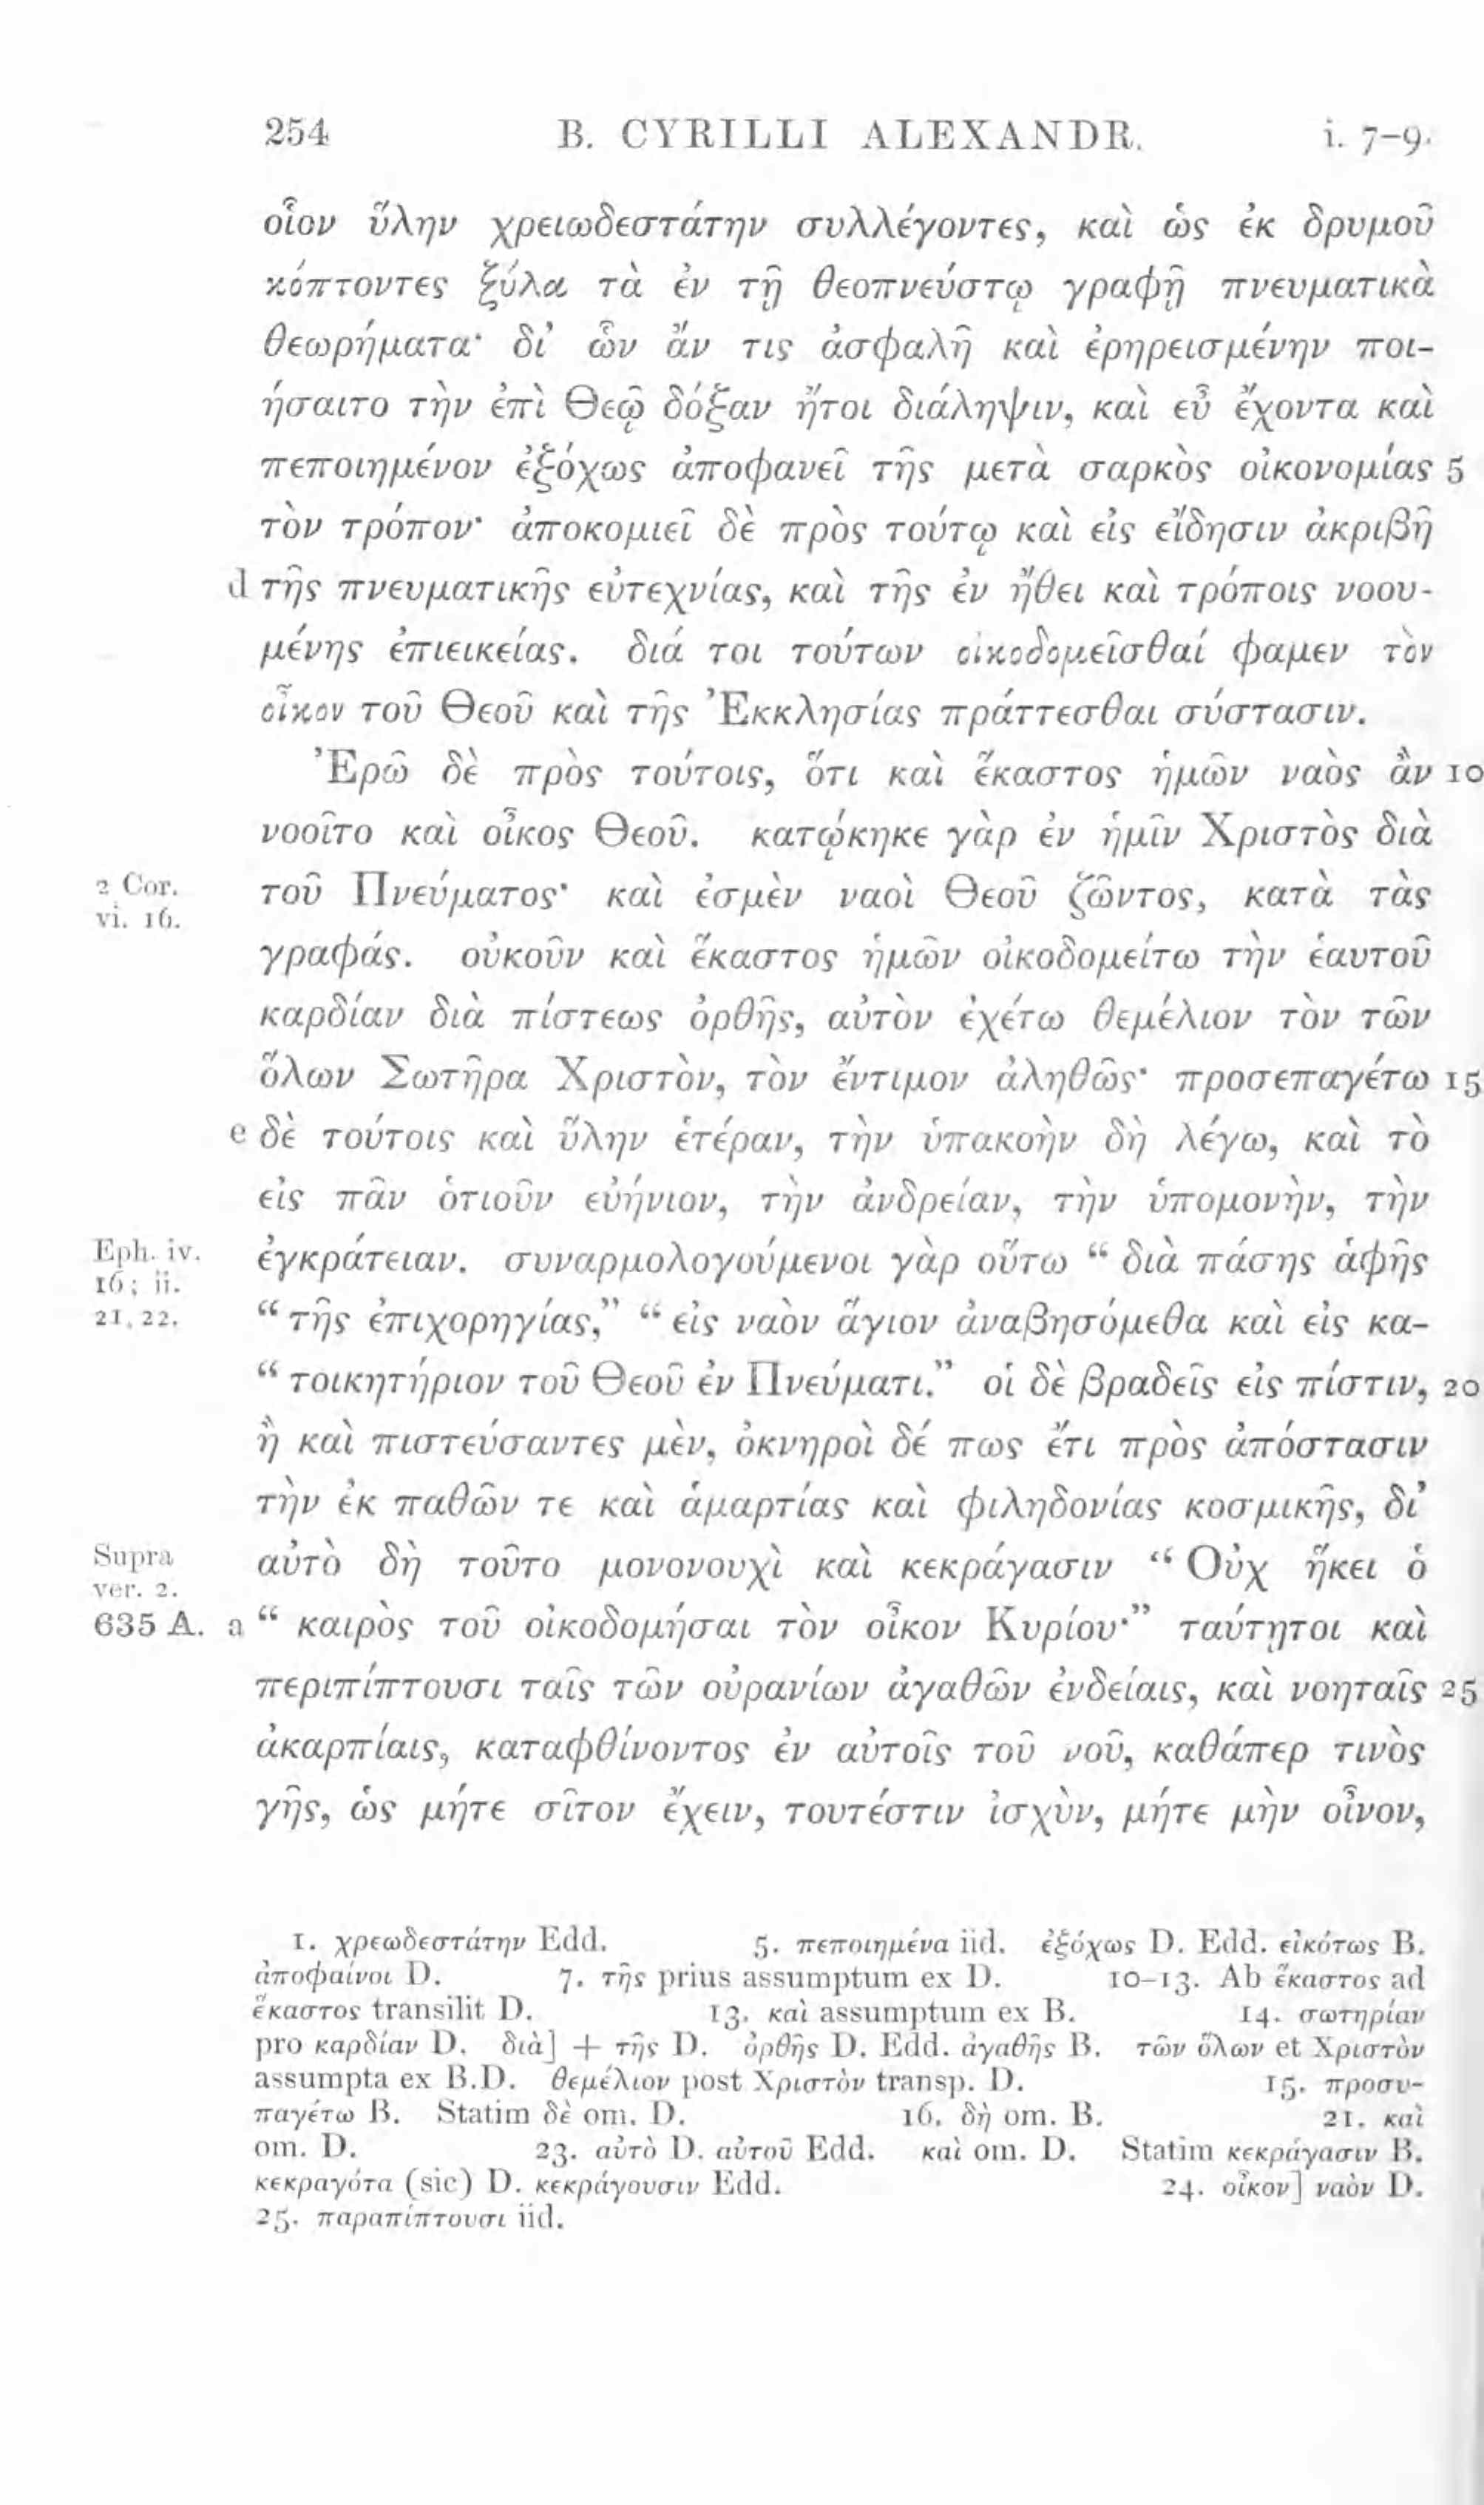 254 B. CYRILLI ALEXANDR. i. 7-9.
οἷον ὕλην χρειωδεστάτην συλλέγοντες, καὶ ὡς ἐκ δρυμοῦ
κόπτοντες ξύλα τὰ ἐν τῇ θεοπνεύστῳ γραφῇ πνευματικὰ
θεωρήματα· δι' ὧν ἄν τις ἀσφαλῆ καὶ ἐρηρεισμένην ποι-
ήσαιτο τὴν ἐπὶ Θεῷ δόξαν ἤτοι διάληψιν, καὶ εὖ ἔχοντα καὶ
πεποιημένον ἐξόχως ἀποφανεῖ τῆς μετὰ σαρκὸς οἰκονομίας 5
τὸν τρόπον· ἀποκομιεῖ δὲ πρὸς τούτῳ καὶ εἰς εἴδησιν ἀκριβῆ
d τῆς πνευματικῆς εὐτεχνίας, καὶ τῆς ἐν ἤθει καὶ τρόποις νοου-
μένης ἐπιεικείας. διά τοι τούτων οἰκοδομεῖσθαί φαμεν τὸν
οἶκον τοῦ Θεοῦ καὶ τῆς Ἐκκλησίας πράττεσθαι σύστασιν.
Ἐρῶ δὲ πρὸς τούτοις, ὅτι καὶ ἕκαστος ἡμῶν ναὸς ἂν 10
νοοῖτο καὶ οἶκος Θεοῦ. κατῴκηκε γὰρ ἐν ἡμῖν Χριστὸς διὰ
2 Cor. vi. 16. τοῦ Πνεύματος· καὶ ἐσμὲν ναοὶ Θεοῦ ζῶντος, κατὰ τὰς
γραφάς. οὐκοῦν καὶ ἕκαστος ἡμῶν οἰκοδομείτω τὴν ἑαυτοῦ
καρδίαν διὰ πίστεως ὀρθῆς, αὐτὸν ἐχέτω θεμέλιον τὸν τῶν
ὅλων Σωτῆρα Χριστὸν, τὸν ἔντιμον ἀληθῶς· προσεπαγέτω 15
e δὲ τούτοις καὶ ὕλην ἑτέραν, τὴν ὑπακοὴν δὴ λέγω, καὶ τὸ
εἰς πᾶν ὁτιοῦν εὐήνιον, τὴν ἀνδρείαν, τὴν ὑπομονὴν, τὴν
Eph. iv. 16; ii. 21, 22. ἐγκράτειαν. συναρμολογούμενοι γὰρ οὕτω “ διὰ πάσης ἁφῆς
“ τῆς ἐπιχορηγίας,” “ εἰς ναὸν ἅγιον ἀναβησόμεθα καὶ εἰς κα-
“ τοικητήριον τοῦ Θεοῦ ἐν Πνεύματι.” οἱ δὲ βραδεῖς εἰς πίστιν, 20
ἢ καὶ πιστεύσαντες μὲν, ὀκνηροὶ δέ πως ἔτι πρὸς ἀπόστασιν
τὴν ἐκ παθῶν τε καὶ ἁμαρτίας καὶ φιληδονίας κοσμικῆς, δι'
Supra ver. 2. αὐτὸ δὴ τοῦτο μονονουχὶ καὶ κεκράγασιν “ Οὐχ ἥκει ὁ
635 A. a “ καιρὸς τοῦ οἰκοδομήσαι τὸν οἶκον Κυρίου·” ταύτῃτοι καὶ
περιπίπτουσι ταῖς τῶν οὐρανίων ἀγαθῶν ἐνδείαις, καὶ νοηταῖς 25
ἀκαρπίαις, καταφθίνοντος ἐν αὐτοῖς τοῦ νοῦ, καθάπερ τινὸς
γῆς, ὡς μήτε σῖτον ἔχειν, τουτέστιν ἰσχὺν, μήτε μὴν οἶνον,
1. χρεωδεστάτην Edd. 5. πεποιημένα iid. ἐξόχως D. Edd. εἰκότως B.
ἀποφαίνοι D. 7. τῆς prius assumptum ex D. 10-13. Ab ἕκαστος ad
ἕκαστος transilit D. 13. καὶ assumptum ex B. 14. σωτηρίαν
pro καρδίαν D. διὰ] + τῆς D. ὀρθῆς D. Edd. ἀγαθῆς B. τῶν ὅλων et Χριστὸν
assumpta ex B.D. θεμέλιον post Χριστὸν transp. D. 15. προσυ-
παγέτω B. Statim δὲ om. D. 16. δὴ om. B. 21. καὶ
om. D. 23. αὐτὸ D. αὐτοῦ Edd. καὶ om. D. Statim κεκράγασιν B.
κεκραγότα (sic) D. κεκράγουσιν Edd. 24. οἶκον] ναὸν D.
25. παραπίπτουσι iid.